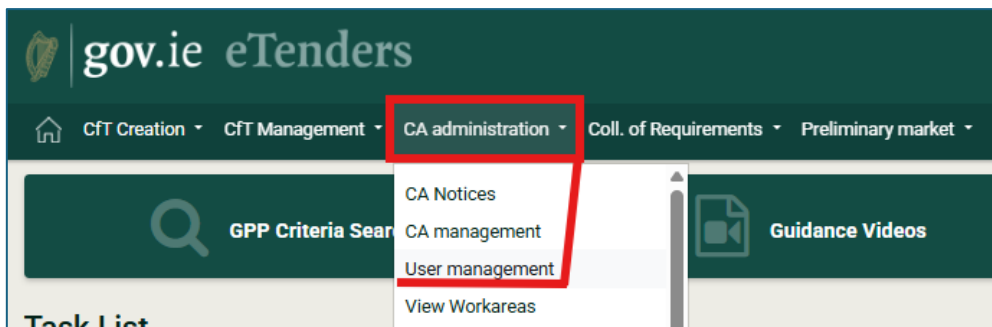 gov.ie eTenders
CfT Creation CfT Management CA administration Coll. of Requirements Preliminary market
CA Notices
GPP Criteria Sear CA management Guidance Videos
User management
View Workareas
Task List